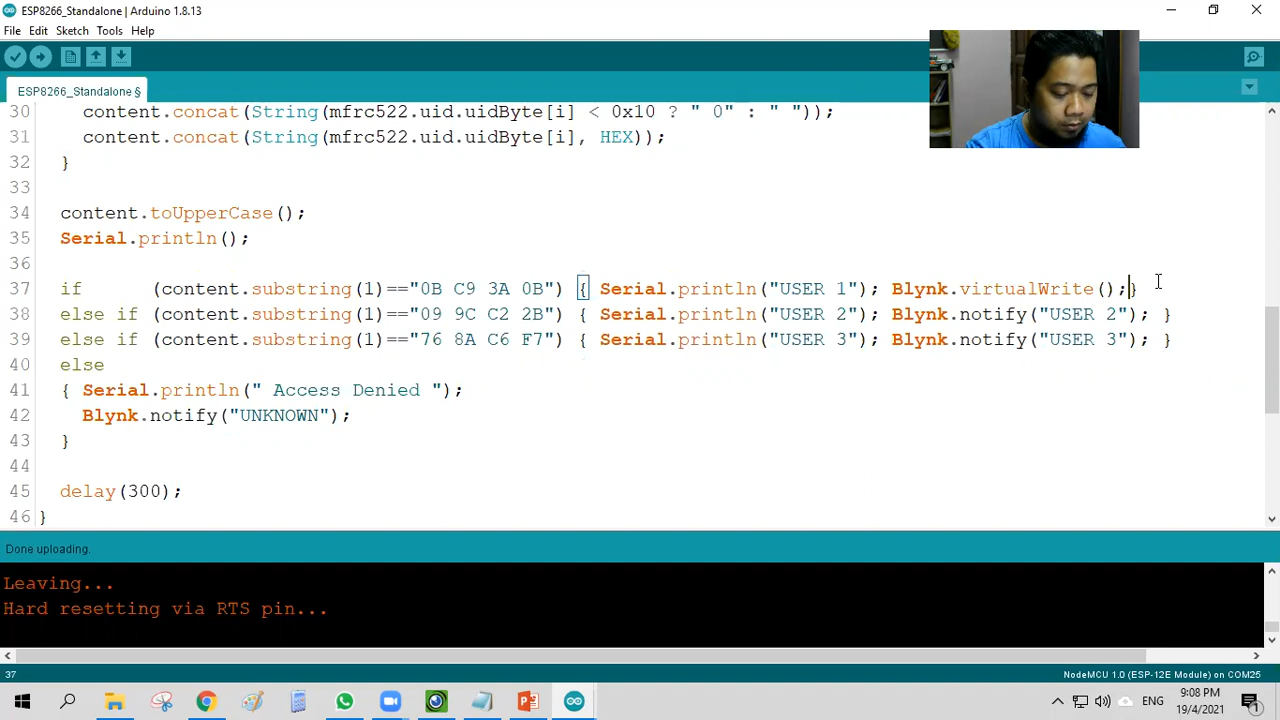 ESP8266_Standalone | Arduino 1.8.13
File Edit Sketch Tools Help
ESP8266_Standalone §
30 content.concat(String(mfrc522.uid.uidByte[i] < 0x10 ? " 0" : " "));
31 content.concat(String(mfrc522.uid.uidByte[i], HEX));
32 }
33
34 content.toUpperCase();
35 Serial.println();
36
37 if (content.substring(1)=="0B C9 3A 0B") { Serial.println("USER 1"); Blynk.virtualWrite();}
38 else if (content.substring(1)=="09 9C C2 2B") { Serial.println("USER 2"); Blynk.notify("USER 2"); }
39 else if (content.substring(1)=="76 8A C6 F7") { Serial.println("USER 3"); Blynk.notify("USER 3"); }
40 else
41 { Serial.println(" Access Denied ");
42 Blynk.notify("UNKNOWN");
43 }
44
45 delay(300);
46 }
Done uploading.
Leaving...
Hard resetting via RTS pin...
37
NodeMCU 1.0 (ESP-12E Module) on COM25
ENG
9:08 PM
19/4/2021